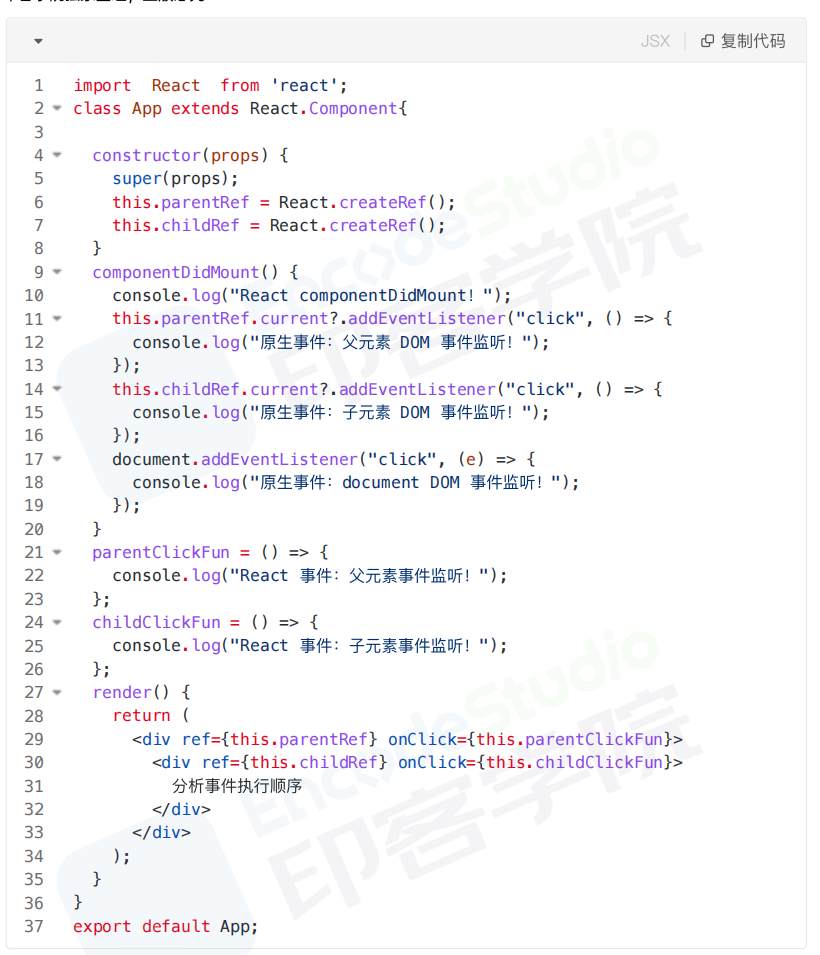 JSX
复制代码
1 import  React  from 'react';
2 class App extends React.Component{
3
4   constructor(props) {
5     super(props);
6     this.parentRef = React.createRef();
7     this.childRef = React.createRef();
8   }
9   componentDidMount() {
10     console.log("React componentDidMount！");
11     this.parentRef.current?.addEventListener("click", () => {
12       console.log("原生事件：父元素 DOM 事件监听！");
13     });
14     this.childRef.current?.addEventListener("click", () => {
15       console.log("原生事件：子元素 DOM 事件监听！");
16     });
17     document.addEventListener("click", (e) => {
18       console.log("原生事件：document DOM 事件监听！");
19     });
20   }
21   parentClickFun = () => {
22     console.log("React 事件：父元素事件监听！");
23   };
24   childClickFun = () => {
25     console.log("React 事件：子元素事件监听！");
26   };
27   render() {
28     return (
29       <div ref={this.parentRef} onClick={this.parentClickFun}>
30         <div ref={this.childRef} onClick={this.childClickFun}>
31           分析事件执行顺序
32         </div>
33       </div>
34     );
35   }
36 }
37 export default App;
EncodeStudio
印客学院
EncodeStudio
印客学院